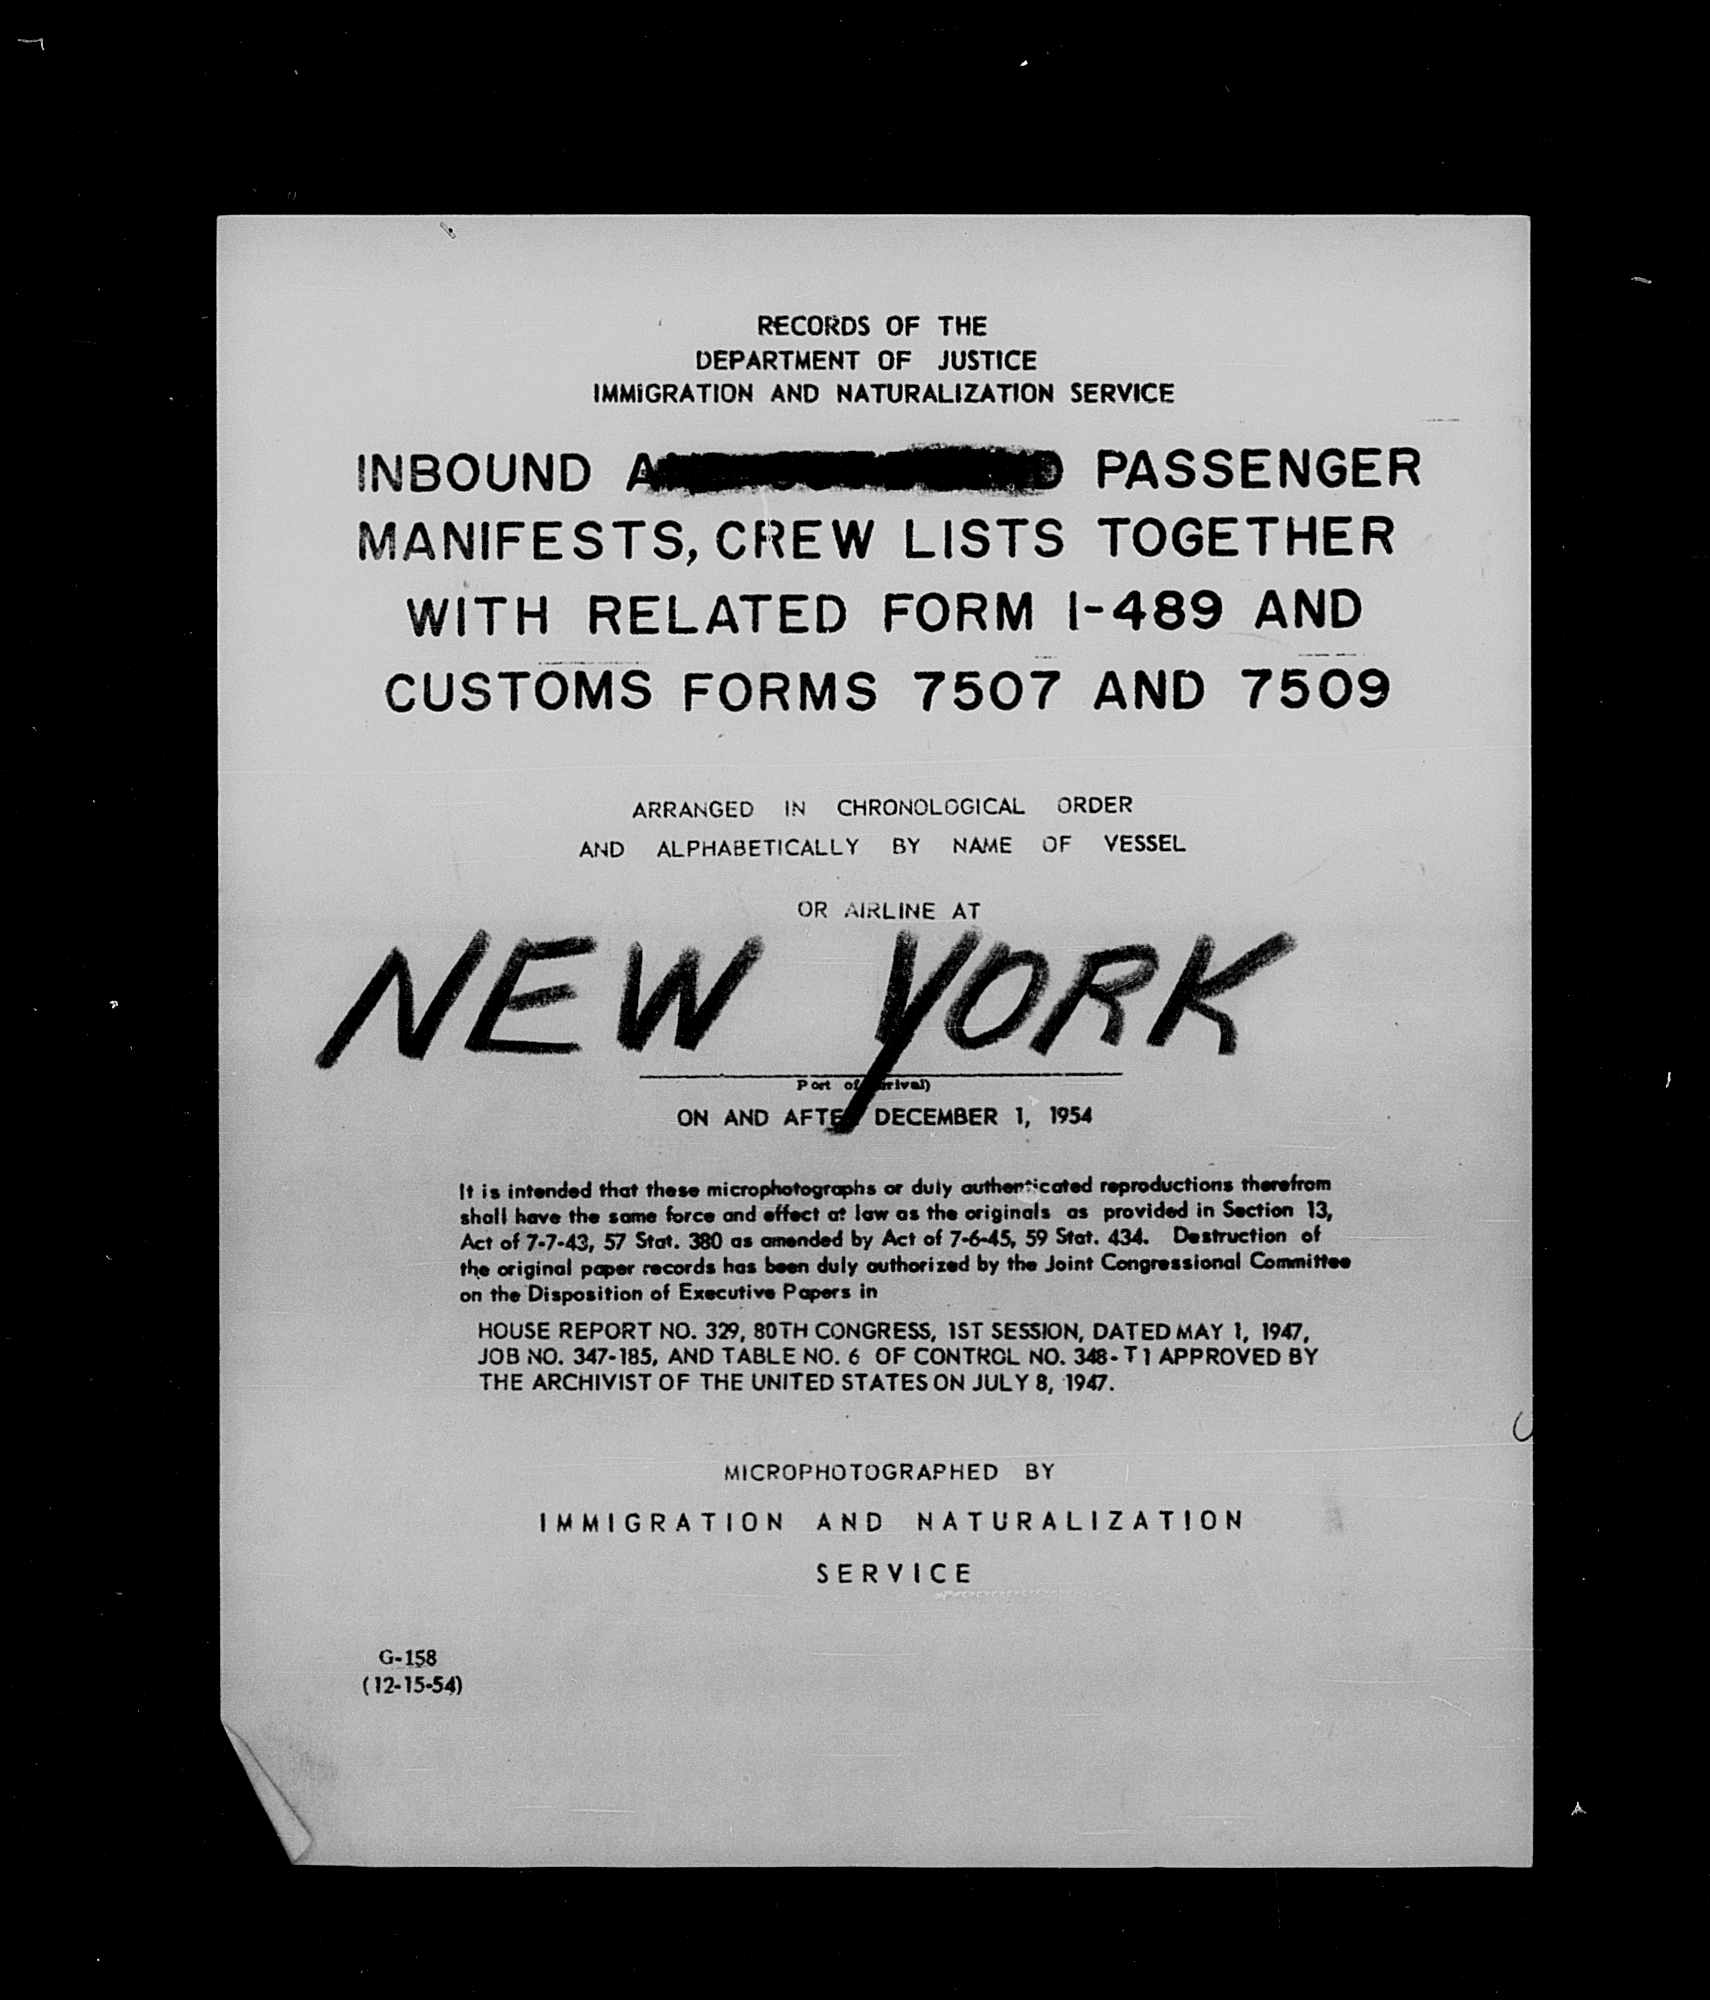 RECORDS OF THE
DEPARTMENT OF JUSTICE
IMMIGRATION AND NATURALIZATION SERVICE
INBOUND PASSENGER
MANIFESTS, CREW LISTS TOGETHER
WITH RELATED FORM I-489 AND
CUSTOMS FORMS 7507 AND 7509
ARRANGED IN CHRONOLOGICAL ORDER
AND ALPHABETICALLY BY NAME OF VESSEL
OR AIRLINE AT
NEW YORK
Port of
ON AND AFTER DECEMBER 1, 1954
It is intended that these microphotographs or duly authenticated reproductions therefrom
shall have the same force and effect at law as the originals as provided in Section 13,
Act of 7-7-43, 57 Stat. 380 as amended by Act of 7-6-45, 59 Stat. 434. Destruction of
the original paper records has been duly authorized by the Joint Congressional Committee
on the Disposition of Executive Papers in
HOUSE REPORT NO. 329, 80TH CONGRESS, 1ST SESSION, DATED MAY 1, 1947,
JOB NO. 347-185, AND TABLE NO. 6 OF CONTROL NO. 348-T1 APPROVED BY
THE ARCHIVIST OF THE UNITED STATES ON JULY 8, 1947.
MICROPHOTOGRAPHED BY
IMMIGRATION AND NATURALIZATION
SERVICE
G-158
(12-15-54)